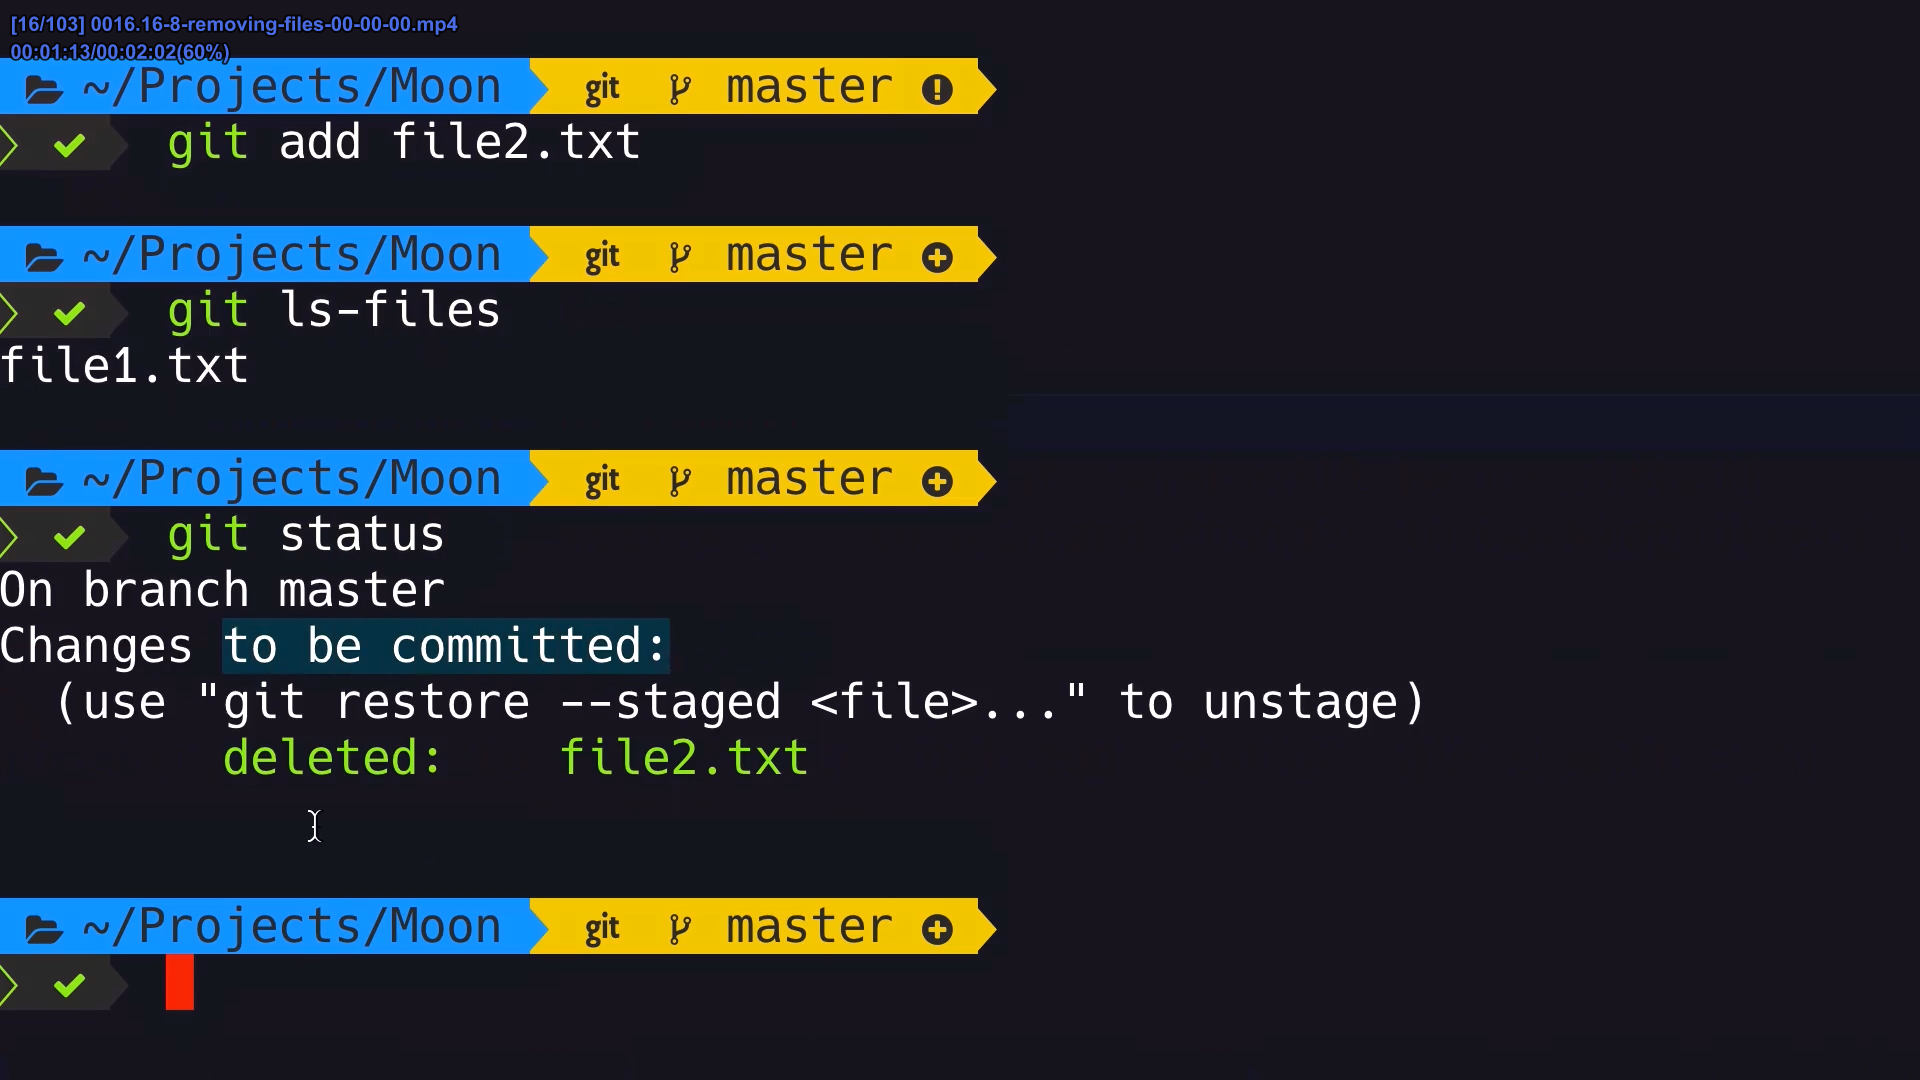 [16/103] 0016.16-8-removing-files-00-00-00.mp4
00:01:13/00:02:02(60%)
~/Projects/Moon git master
git add file2.txt
~/Projects/Moon git master
git ls-files
file1.txt
~/Projects/Moon git master
git status
On branch master
Changes to be committed:
(use "git restore --staged <file>..." to unstage)
deleted: file2.txt
~/Projects/Moon git master